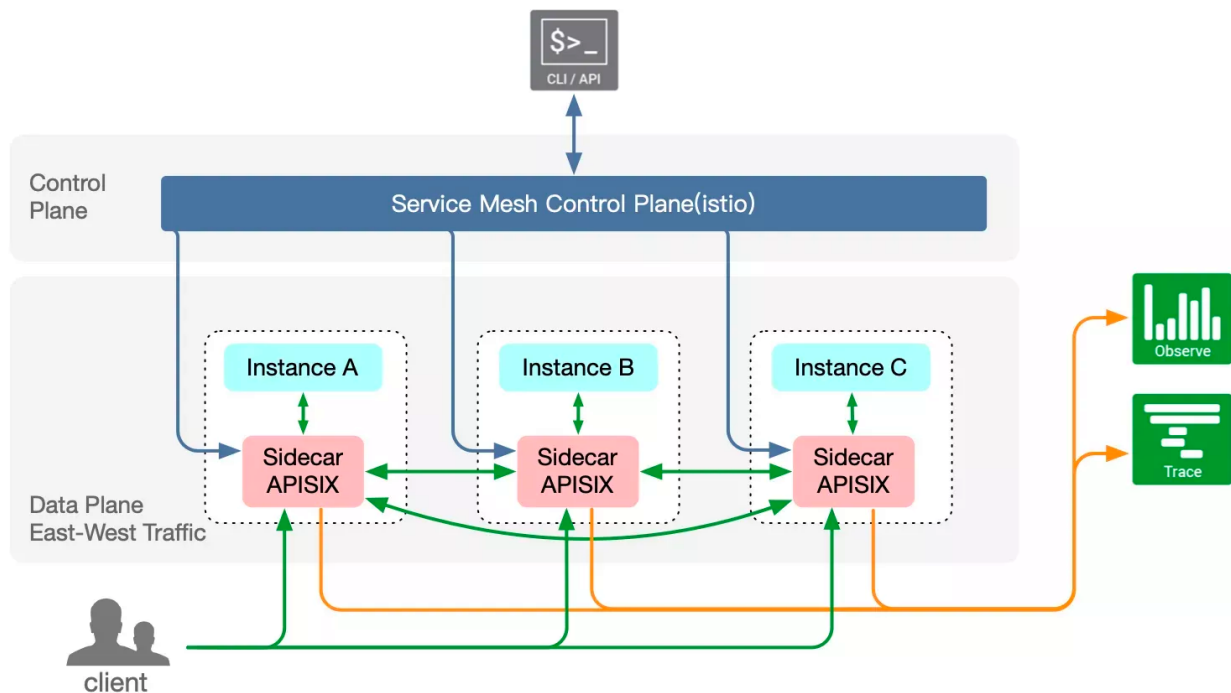 $>_
CLI / API
Control
Plane
Service Mesh Control Plane(istio)
Instance A
Instance B
Instance C
Sidecar
APISIX
Sidecar
APISIX
Sidecar
APISIX
Data Plane
East-West Traffic
Observe
Trace
client